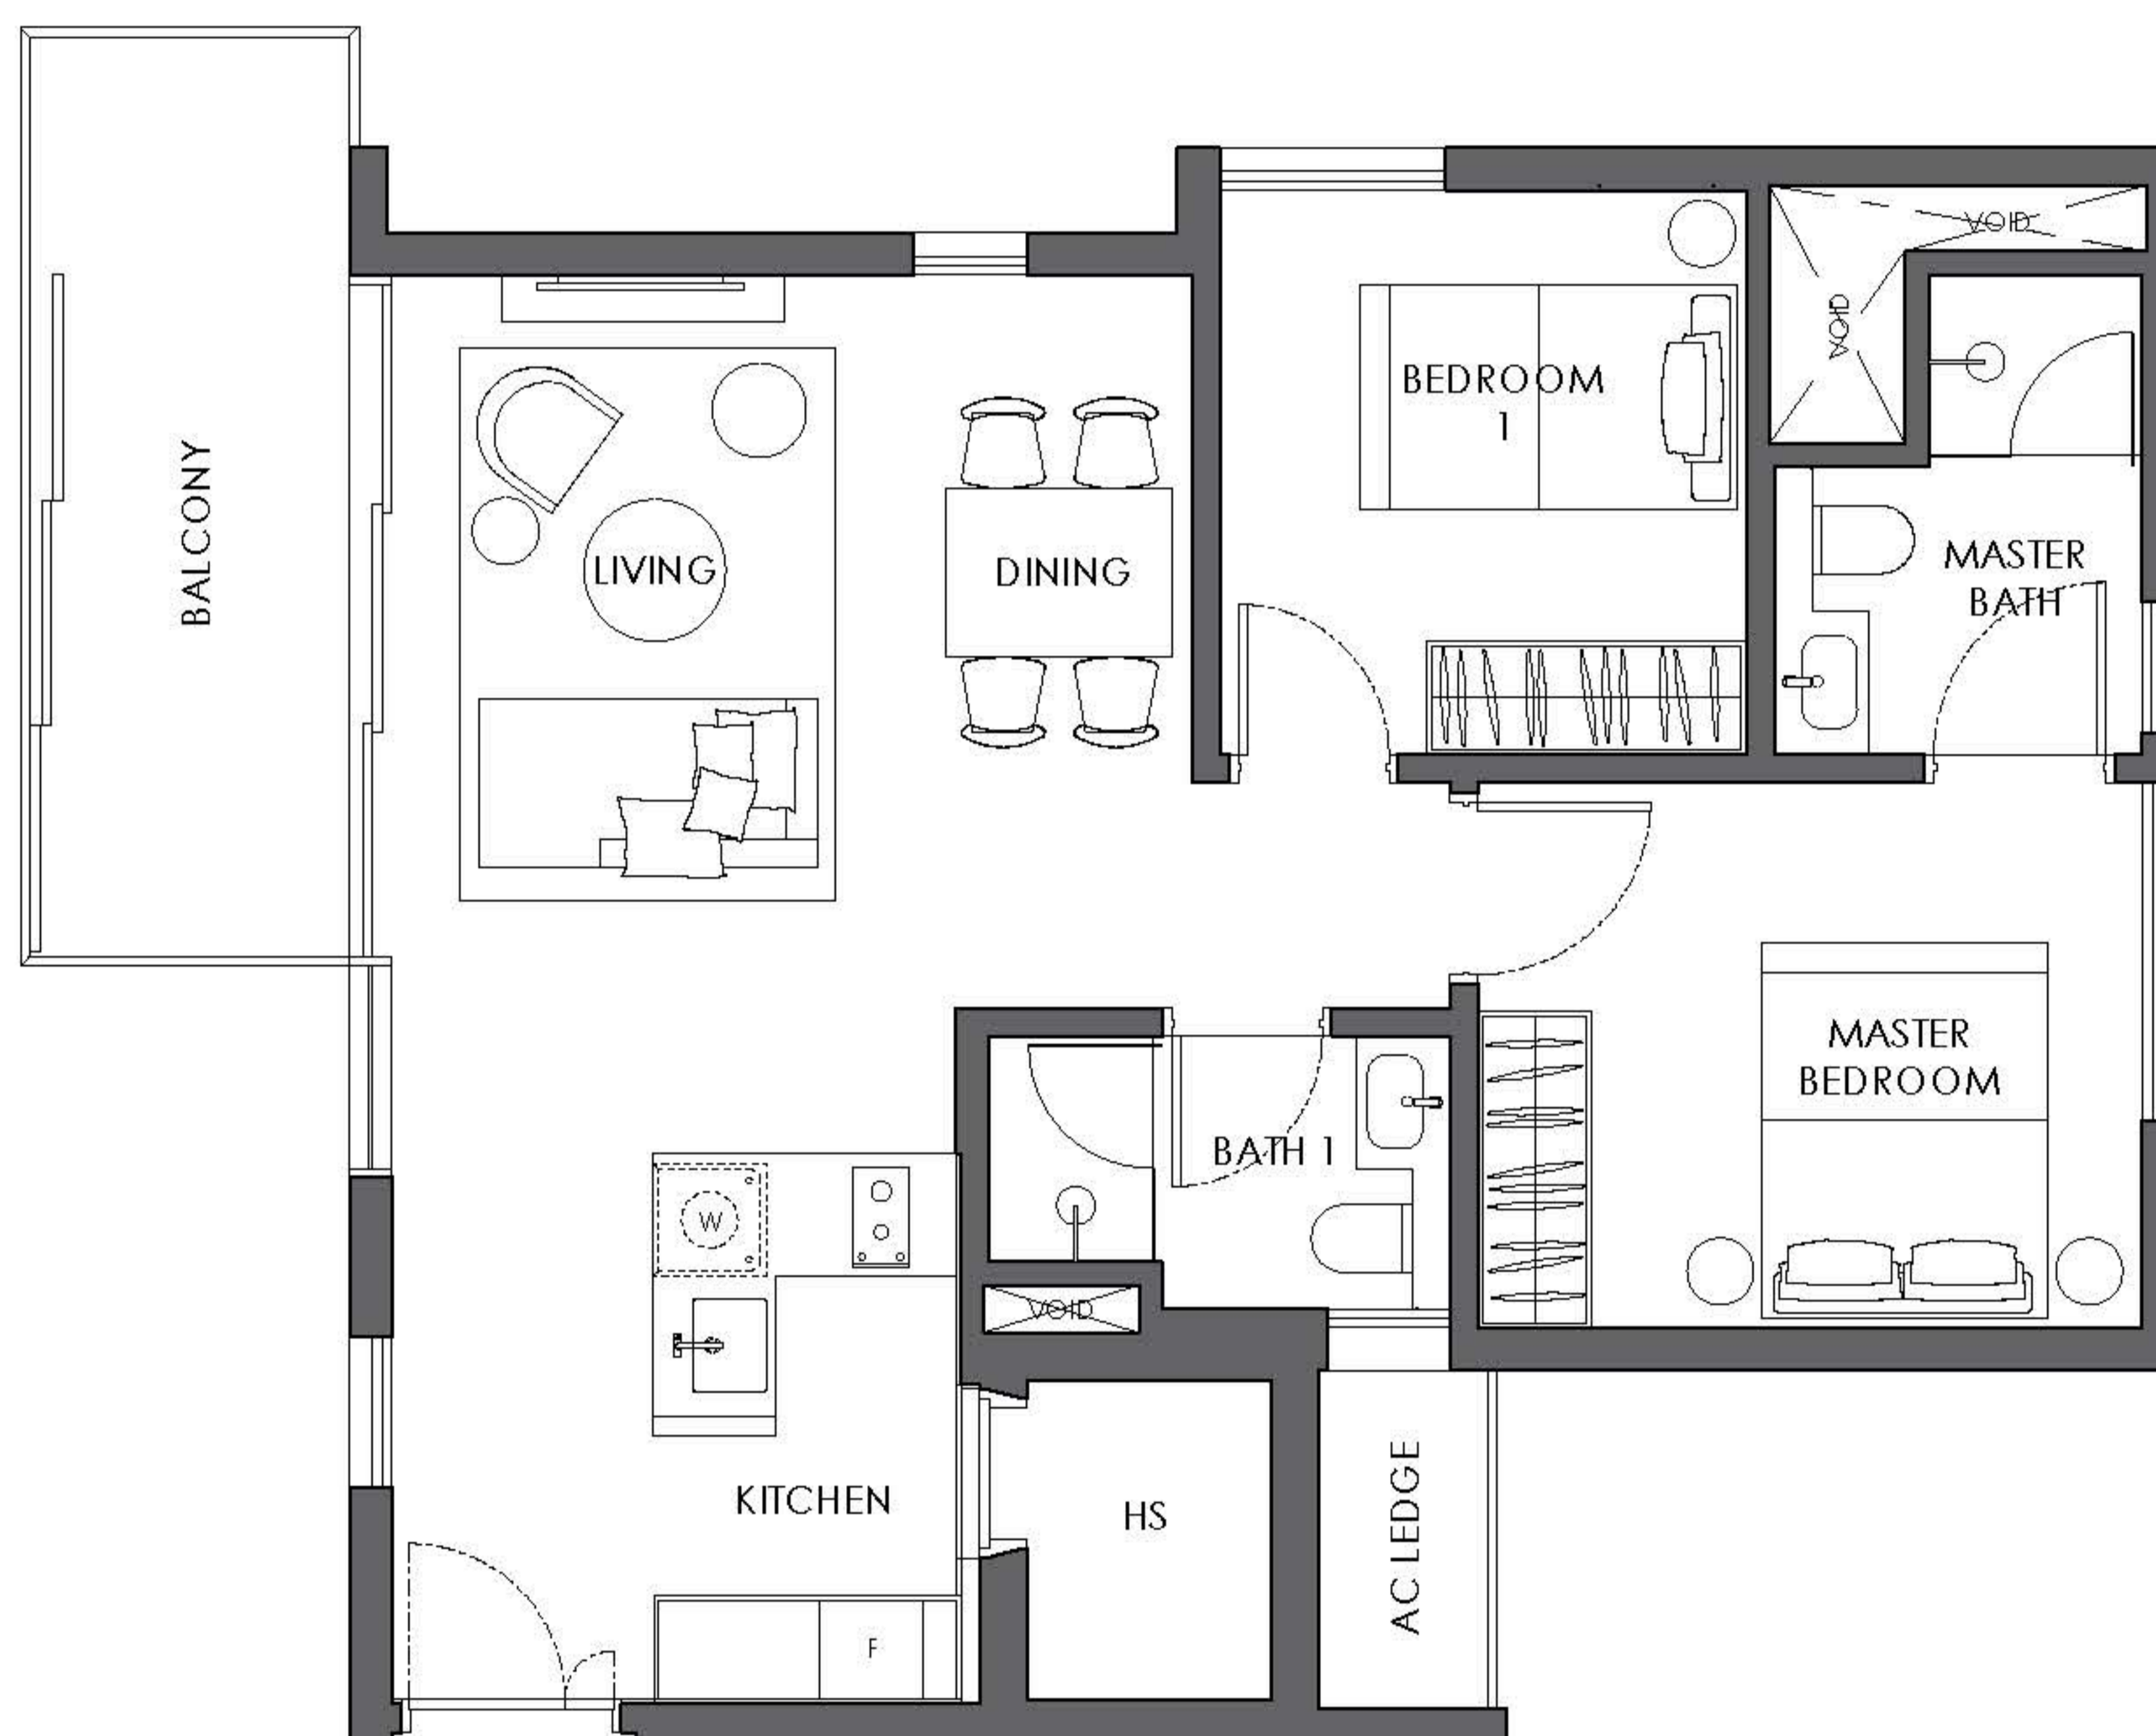 VOID
VOID
BEDROOM
1
BALCONY
LIVING
DINING
MASTER
BATH
MASTER
BEDROOM
BATH 1
W
VOID
KITCHEN
HS
AC LEDGE
F